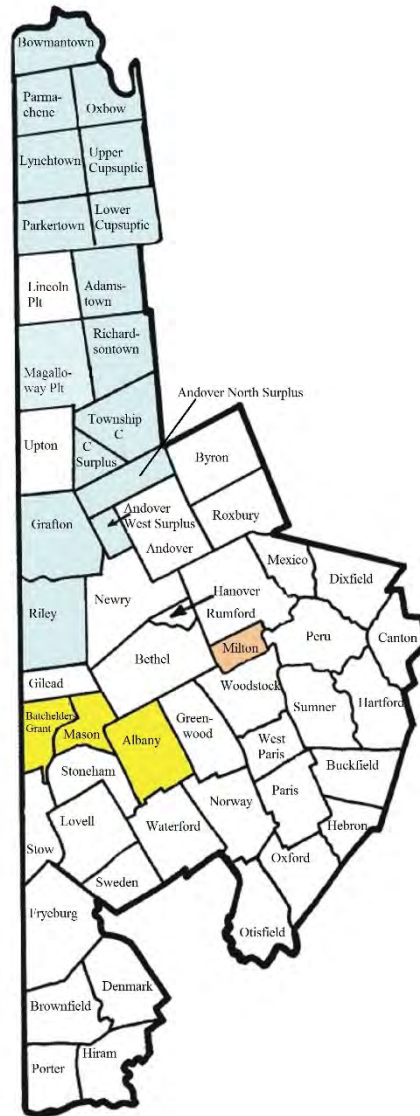 Bowmantown
Parma-
chene
Oxbow
Lynchtown
Upper
Cupsuptic
Parkertown
Lower
Cupsuptic
Lincoln
Plt
Adams-
town
Richard-
sontown
Magallo-
way Plt
Andover North Surplus
Township
C
C
Surplus
Upton
Byron
Andover
West Surplus
Grafton
Roxbury
Andover
Mexico
Dixfield
Newry
Hanover
Rumford
Riley
Peru
Canton
Milton
Bethel
Gilead
Woodstock
Hartford
Sumner
Batchelders
Grant
Mason
Albany
Green-
wood
West
Paris
Buckfield
Stoneham
Paris
Norway
Hebron
Lovell
Waterford
Stow
Oxford
Sweden
Fryeburg
Otisfield
Denmark
Brownfield
Hiram
Porter